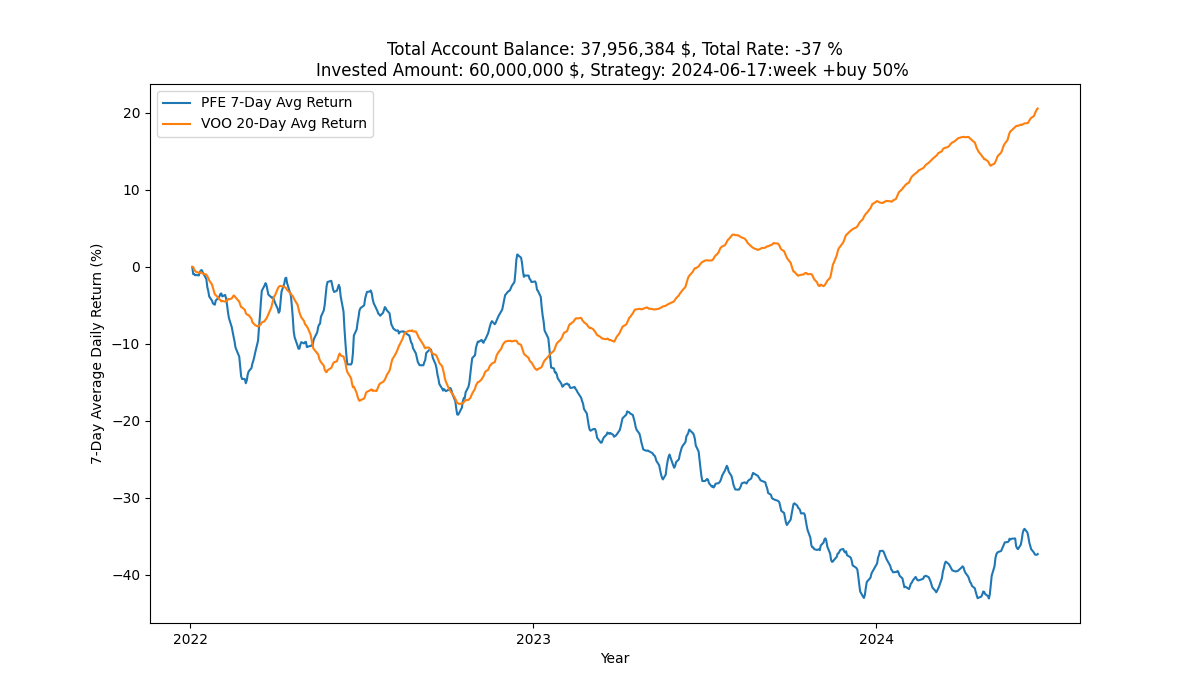 Total Account Balance: 37,956,384 $, Total Rate: -37 %
Invested Amount: 60,000,000 $, Strategy: 2024-06-17:week +buy 50%
PFE 7-Day Avg Return
VOO 20-Day Avg Return
7-Day Average Daily Return (%)
20
10
0
−10
−20
−30
−40
2022
2023
2024
Year